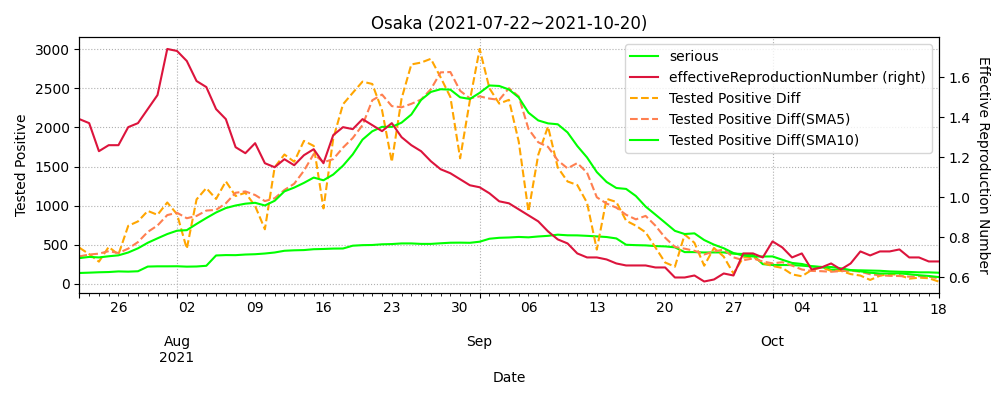 Osaka (2021-07-22~2021-10-20)
serious
effectiveReproductionNumber (right)
Tested Positive Diff
Tested Positive Diff(SMA5)
Tested Positive Diff(SMA10)
Tested Positive
3000
2500
2000
1500
1000
500
0
1.6
1.4
1.2
1.0
0.8
0.6
Effective Reproduction Number
26 02 09 16 23 30 06 13 20 27 04 11 18
Aug Sep Oct
2021
Date